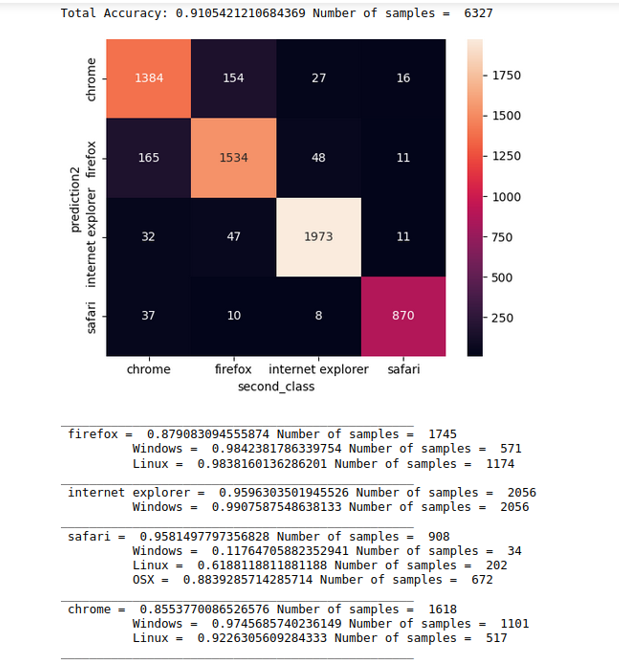 Total Accuracy: 0.9105421210684369 Number of samples =  6327
chrome
1384
154
27
16
1750
1500
firefox
165
1534
48
11
1250
prediction2
1000
internet explorer
32
47
1973
11
750
500
safari
37
10
8
870
250
chrome
firefox
internet explorer
safari
second_class
firefox =  0.879083094555874 Number of samples =  1745
Windows =  0.9842381786339754 Number of samples =  571
Linux =  0.9838160136286201 Number of samples =  1174
internet explorer =  0.9596303501945526 Number of samples =  2056
Windows =  0.9907587548638133 Number of samples =  2056
safari =  0.9581497797356828 Number of samples =  908
Windows =  0.11764705882352941 Number of samples =  34
Linux =  0.6188118811881188 Number of samples =  202
OSX =  0.8839285714285714 Number of samples =  672
chrome =  0.8553770086526576 Number of samples =  1618
Windows =  0.9745685740236149 Number of samples =  1101
Linux =  0.9226305609284333 Number of samples =  517